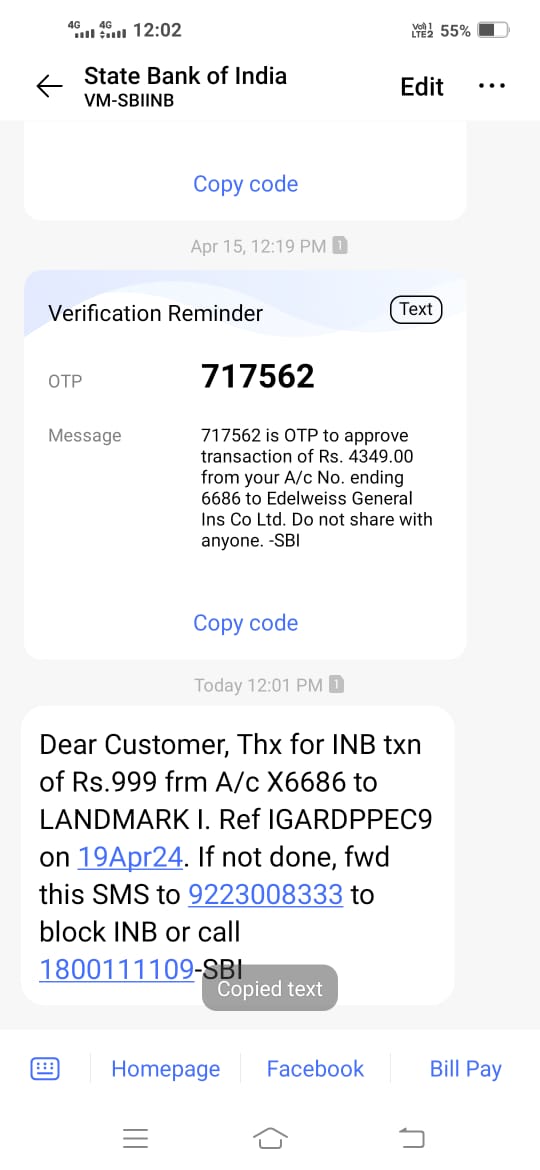 4G 4G 12:02 Vo)) 1 LTE2 55%
State Bank of India Edit
VM-SBIINB
Copy code
Apr 15, 12:19 PM 1
Verification Reminder Text
OTP 717562
Message 717562 is OTP to approve
transaction of Rs. 4349.00
from your A/c No. ending
6686 to Edelweiss General
Ins Co Ltd. Do not share with
anyone. -SBI
Copy code
Today 12:01 PM 1
Dear Customer, Thx for INB txn
of Rs.999 frm A/c X6686 to
LANDMARK I. Ref IGARDPPEC9
on 19Apr24. If not done, fwd
this SMS to 9223008333 to
block INB or call
1800111109-SBI
Copied text
Homepage Facebook Bill Pay